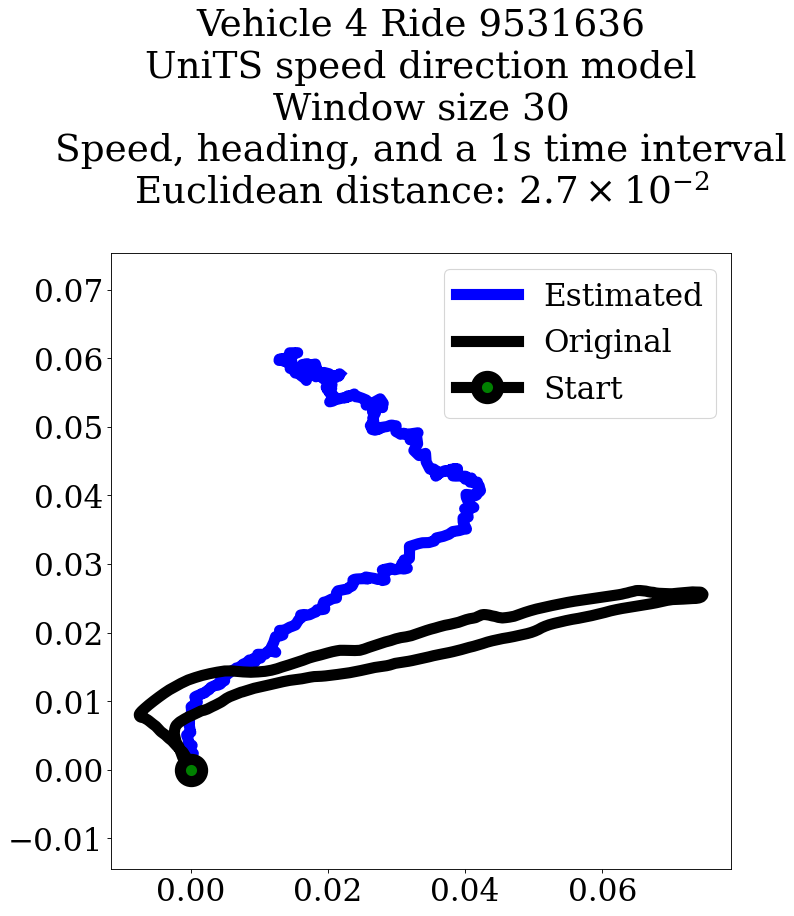 Vehicle 4 Ride 9531636
UniTS speed direction model
Window size 30
Speed, heading, and a 1s time interval
Euclidean distance: 2.7 × 10⁻²
Estimated
Original
Start
0.07
0.06
0.05
0.04
0.03
0.02
0.01
0.00
−0.01
0.00 0.02 0.04 0.06